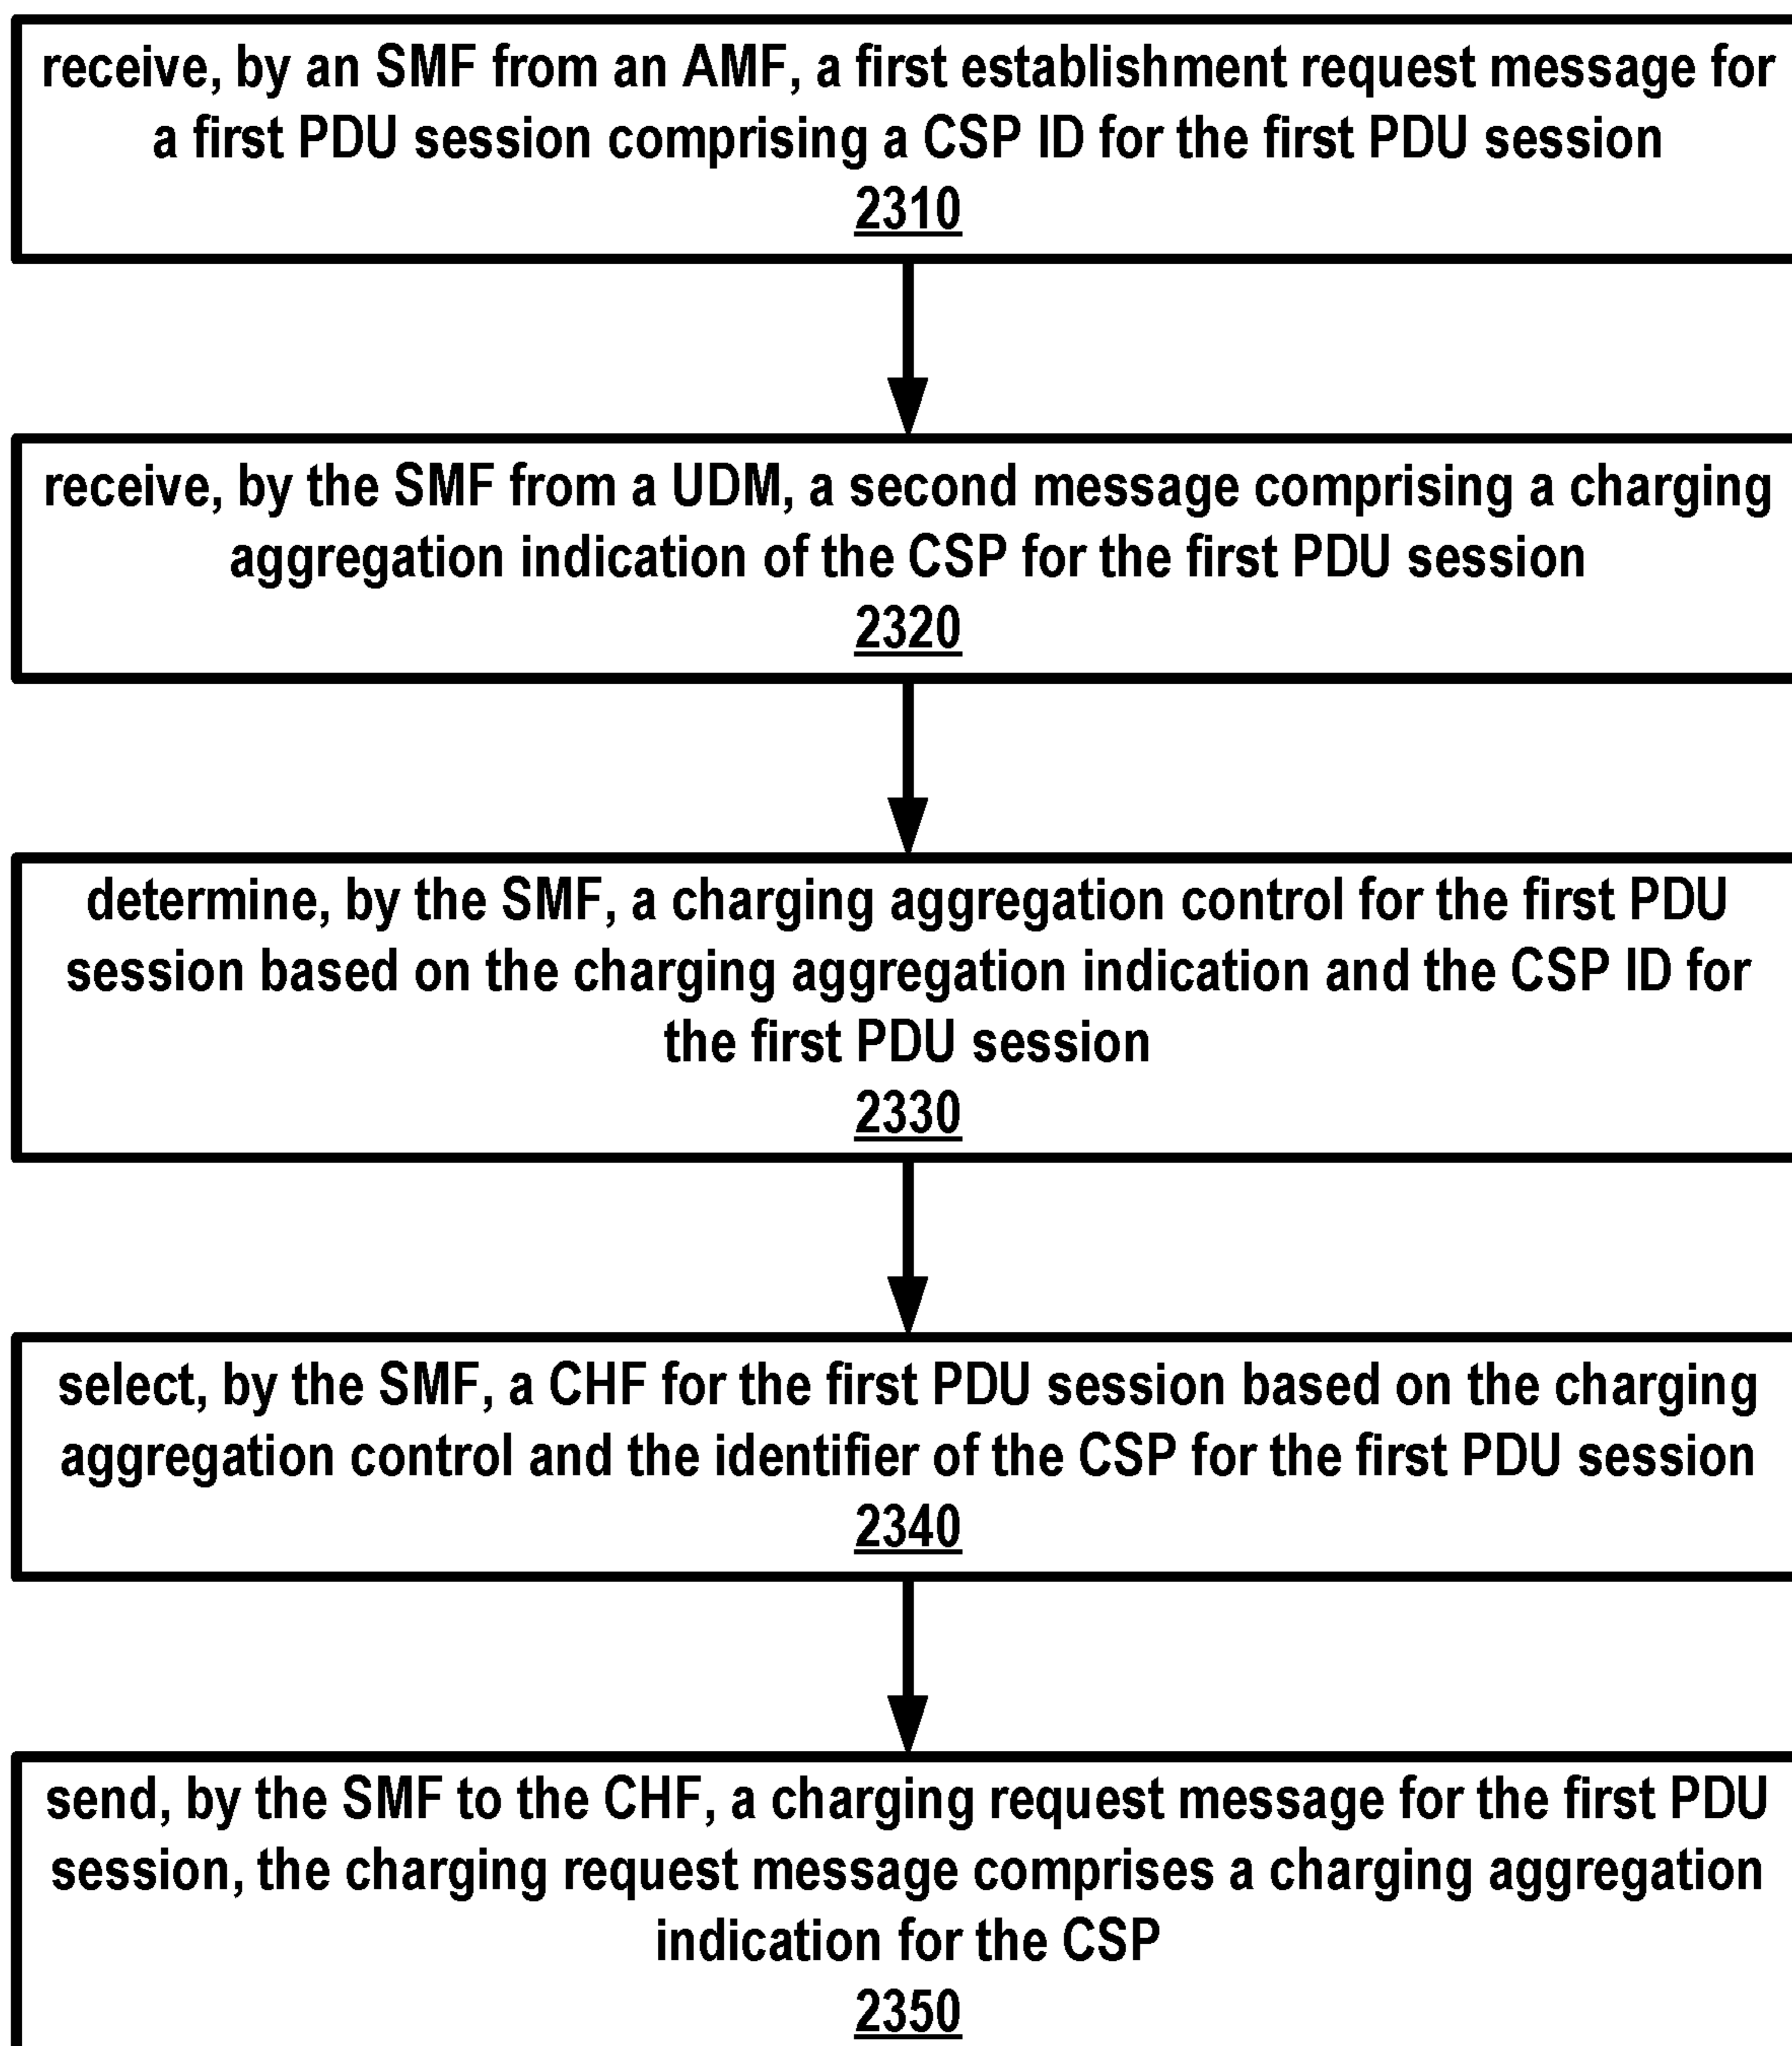 receive, by an SMF from an AMF, a first establishment request message for
a first PDU session comprising a CSP ID for the first PDU session
2310
receive, by the SMF from a UDM, a second message comprising a charging
aggregation indication of the CSP for the first PDU session
2320
determine, by the SMF, a charging aggregation control for the first PDU
session based on the charging aggregation indication and the CSP ID for
the first PDU session
2330
select, by the SMF, a CHF for the first PDU session based on the charging
aggregation control and the identifier of the CSP for the first PDU session
2340
send, by the SMF to the CHF, a charging request message for the first PDU
session, the charging request message comprises a charging aggregation
indication for the CSP
2350